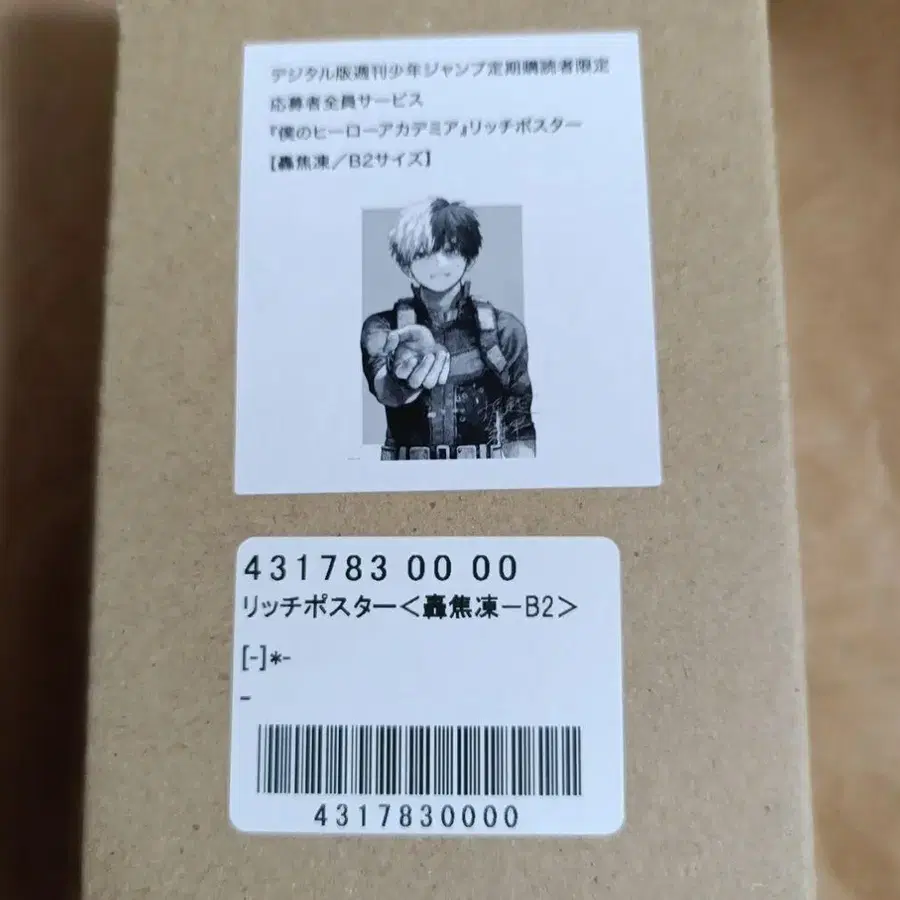 デジタル版週刊少年ジャンプ定期購読者限定
応募者全員サービス
『僕のヒーローアカデミア』リッチポスター
【轟焦凍／B2サイズ】
431783 00 00
リッチポスター＜轟焦凍－B2＞
[-]*-
-
4317830000